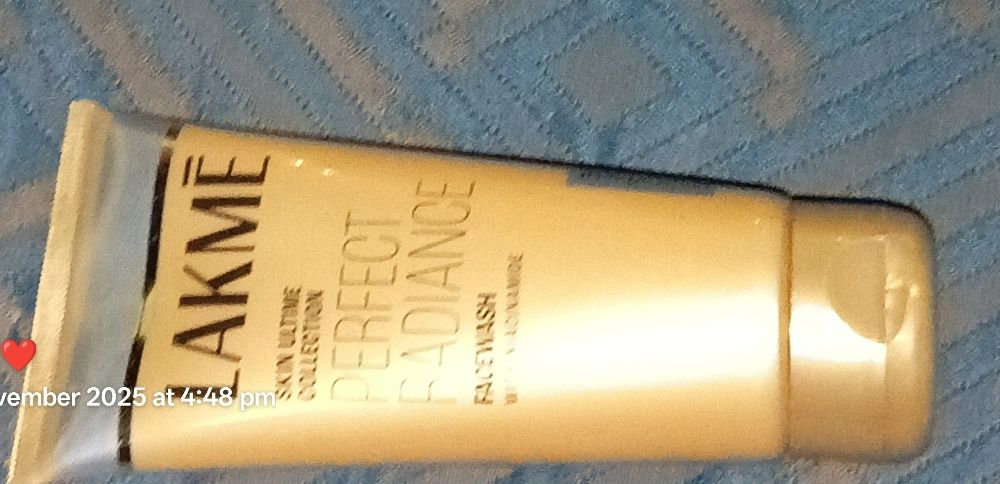 LAKMĒ
SKIN ULTIME
COLLECTION
PERFECT
RADIANCE
FACEWASH
vember 2025 at 4:48 pm